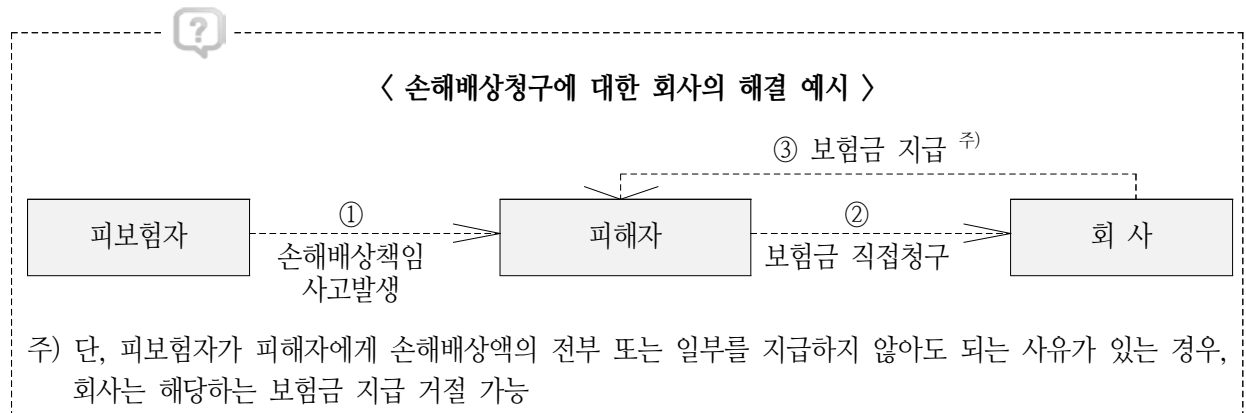 ?
〈 손해배상청구에 대한 회사의 해결 예시 〉
③ 보험금 지급 주)
피보험자
①
손해배상책임
사고발생
피해자
②
보험금 직접청구
회 사
주) 단, 피보험자가 피해자에게 손해배상액의 전부 또는 일부를 지급하지 않아도 되는 사유가 있는 경우,
회사는 해당하는 보험금 지급 거절 가능